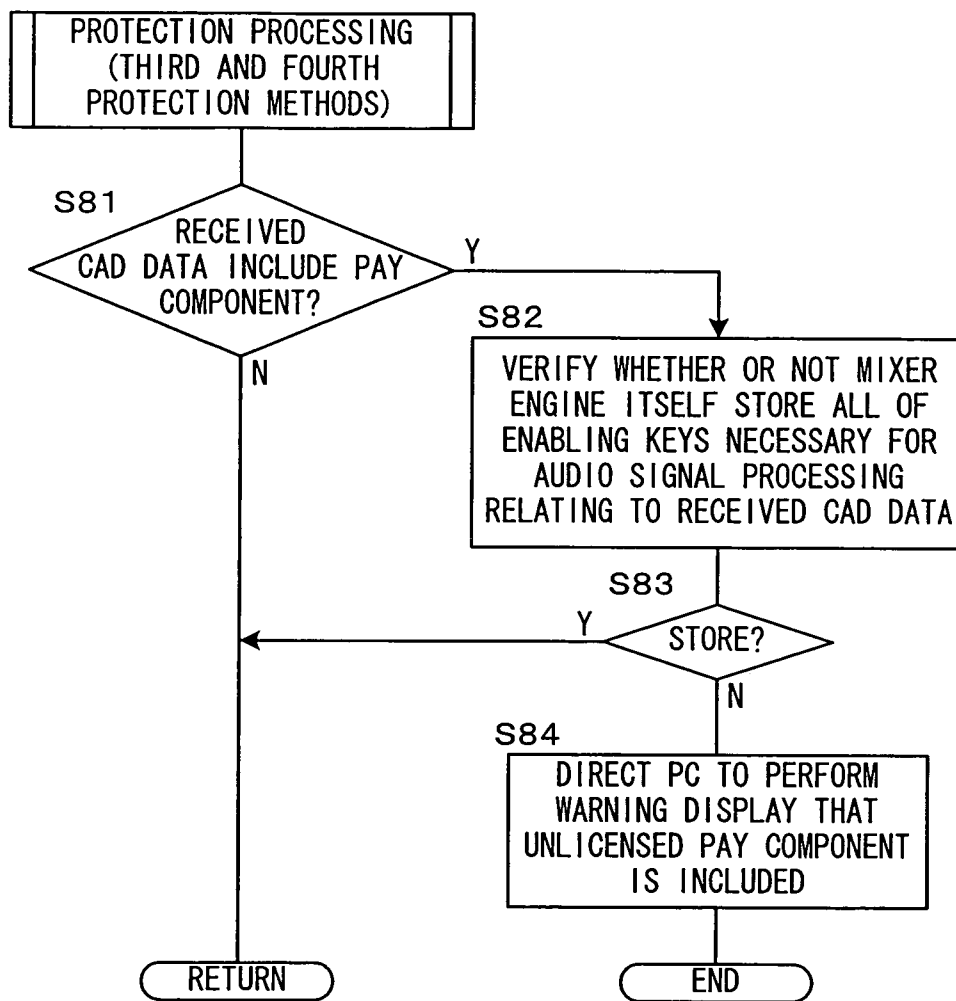 PROTECTION PROCESSING
(THIRD AND FOURTH
PROTECTION METHODS)
S81
RECEIVED
CAD DATA INCLUDE PAY
COMPONENT?
Y
N
S82
VERIFY WHETHER OR NOT MIXER
ENGINE ITSELF STORE ALL OF
ENABLING KEYS NECESSARY FOR
AUDIO SIGNAL PROCESSING
RELATING TO RECEIVED CAD DATA
S83
Y
STORE?
N
S84
DIRECT PC TO PERFORM
WARNING DISPLAY THAT
UNLICENSED PAY COMPONENT
IS INCLUDED
RETURN
END